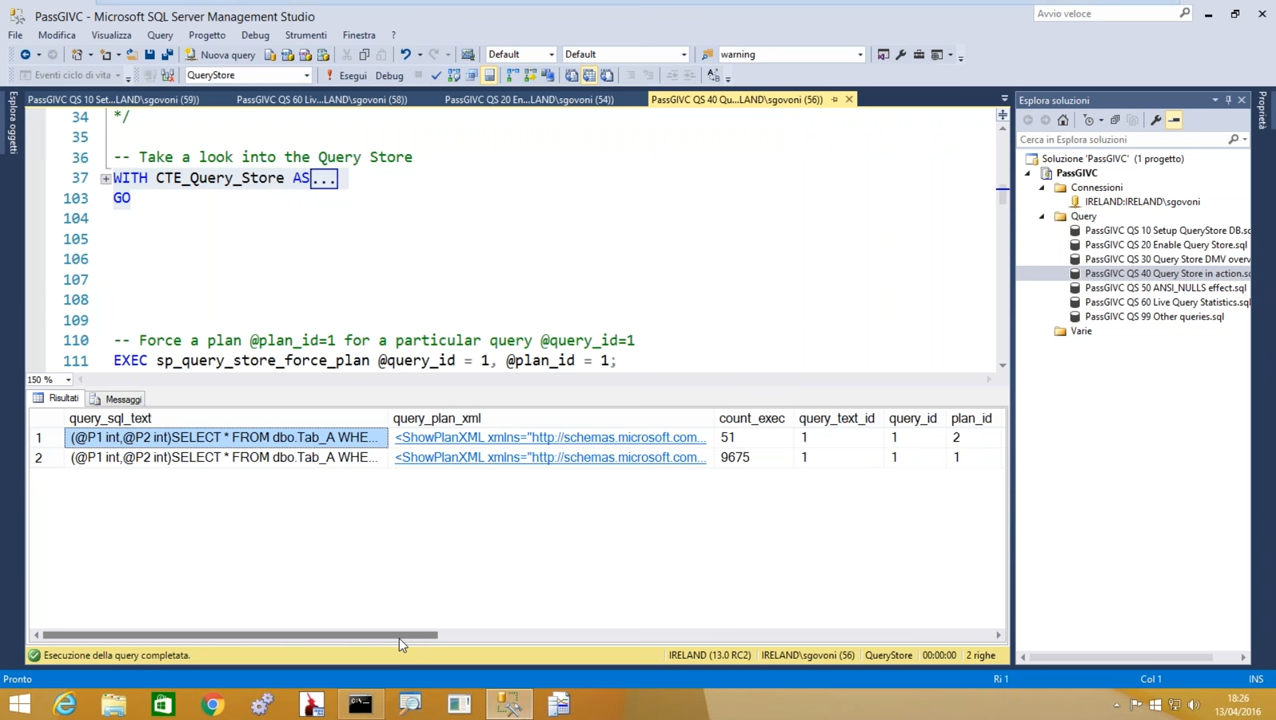 PassGIVC - Microsoft SQL Server Management Studio
Avvio veloce
File Modifica Visualizza Query Progetto Debug Strumenti Finestra ?
Nuova query Default Default warning
Eventi ciclo di vita QueryStore Esegui Debug
Esplora oggetti
PassGIVC QS 10 Set...LAND\sgovoni (59)) PassGIVC QS 60 Liv...LAND\sgovoni (58)) PassGIVC QS 20 En...LAND\sgovoni (54)) PassGIVC QS 40 Qu...LAND\sgovoni (56))
34 */
35
36 -- Take a look into the Query Store
37 WITH CTE_Query_Store AS...
103 GO
104
105
106
107
108
109
110 -- Force a plan @plan_id=1 for a particular query @query_id=1
111 EXEC sp_query_store_force_plan @query_id = 1, @plan_id = 1;
150 %
Risultati Messaggi
query_sql_text query_plan_xml count_exec query_text_id query_id plan_id
1 (@P1 int,@P2 int)SELECT * FROM dbo.Tab_A WHE... <ShowPlanXML xmlns="http://schemas.microsoft.com... 51 1 1 2
2 (@P1 int,@P2 int)SELECT * FROM dbo.Tab_A WHE... <ShowPlanXML xmlns="http://schemas.microsoft.com... 9675 1 1 1
Esecuzione della query completata. IRELAND (13.0 RC2) IRELAND\sgovoni (56) QueryStore 00:00:00 2 righe
Esplora soluzioni
Cerca in Esplora soluzioni
Soluzione 'PassGIVC' (1 progetto)
PassGIVC
Connessioni
IRELAND:IRELAND\sgovoni
Query
PassGIVC QS 10 Setup QueryStore DB.sq
PassGIVC QS 20 Enable Query Store.sql
PassGIVC QS 30 Query Store DMV overv
PassGIVC QS 40 Query Store in action.sq
PassGIVC QS 50 ANSI_NULLS effect.sql
PassGIVC QS 60 Live Query Statistics.sql
PassGIVC QS 99 Other queries.sql
Varie
Proprietà
Pronto Ri 1 Col 1 INS
18:26
13/04/2016